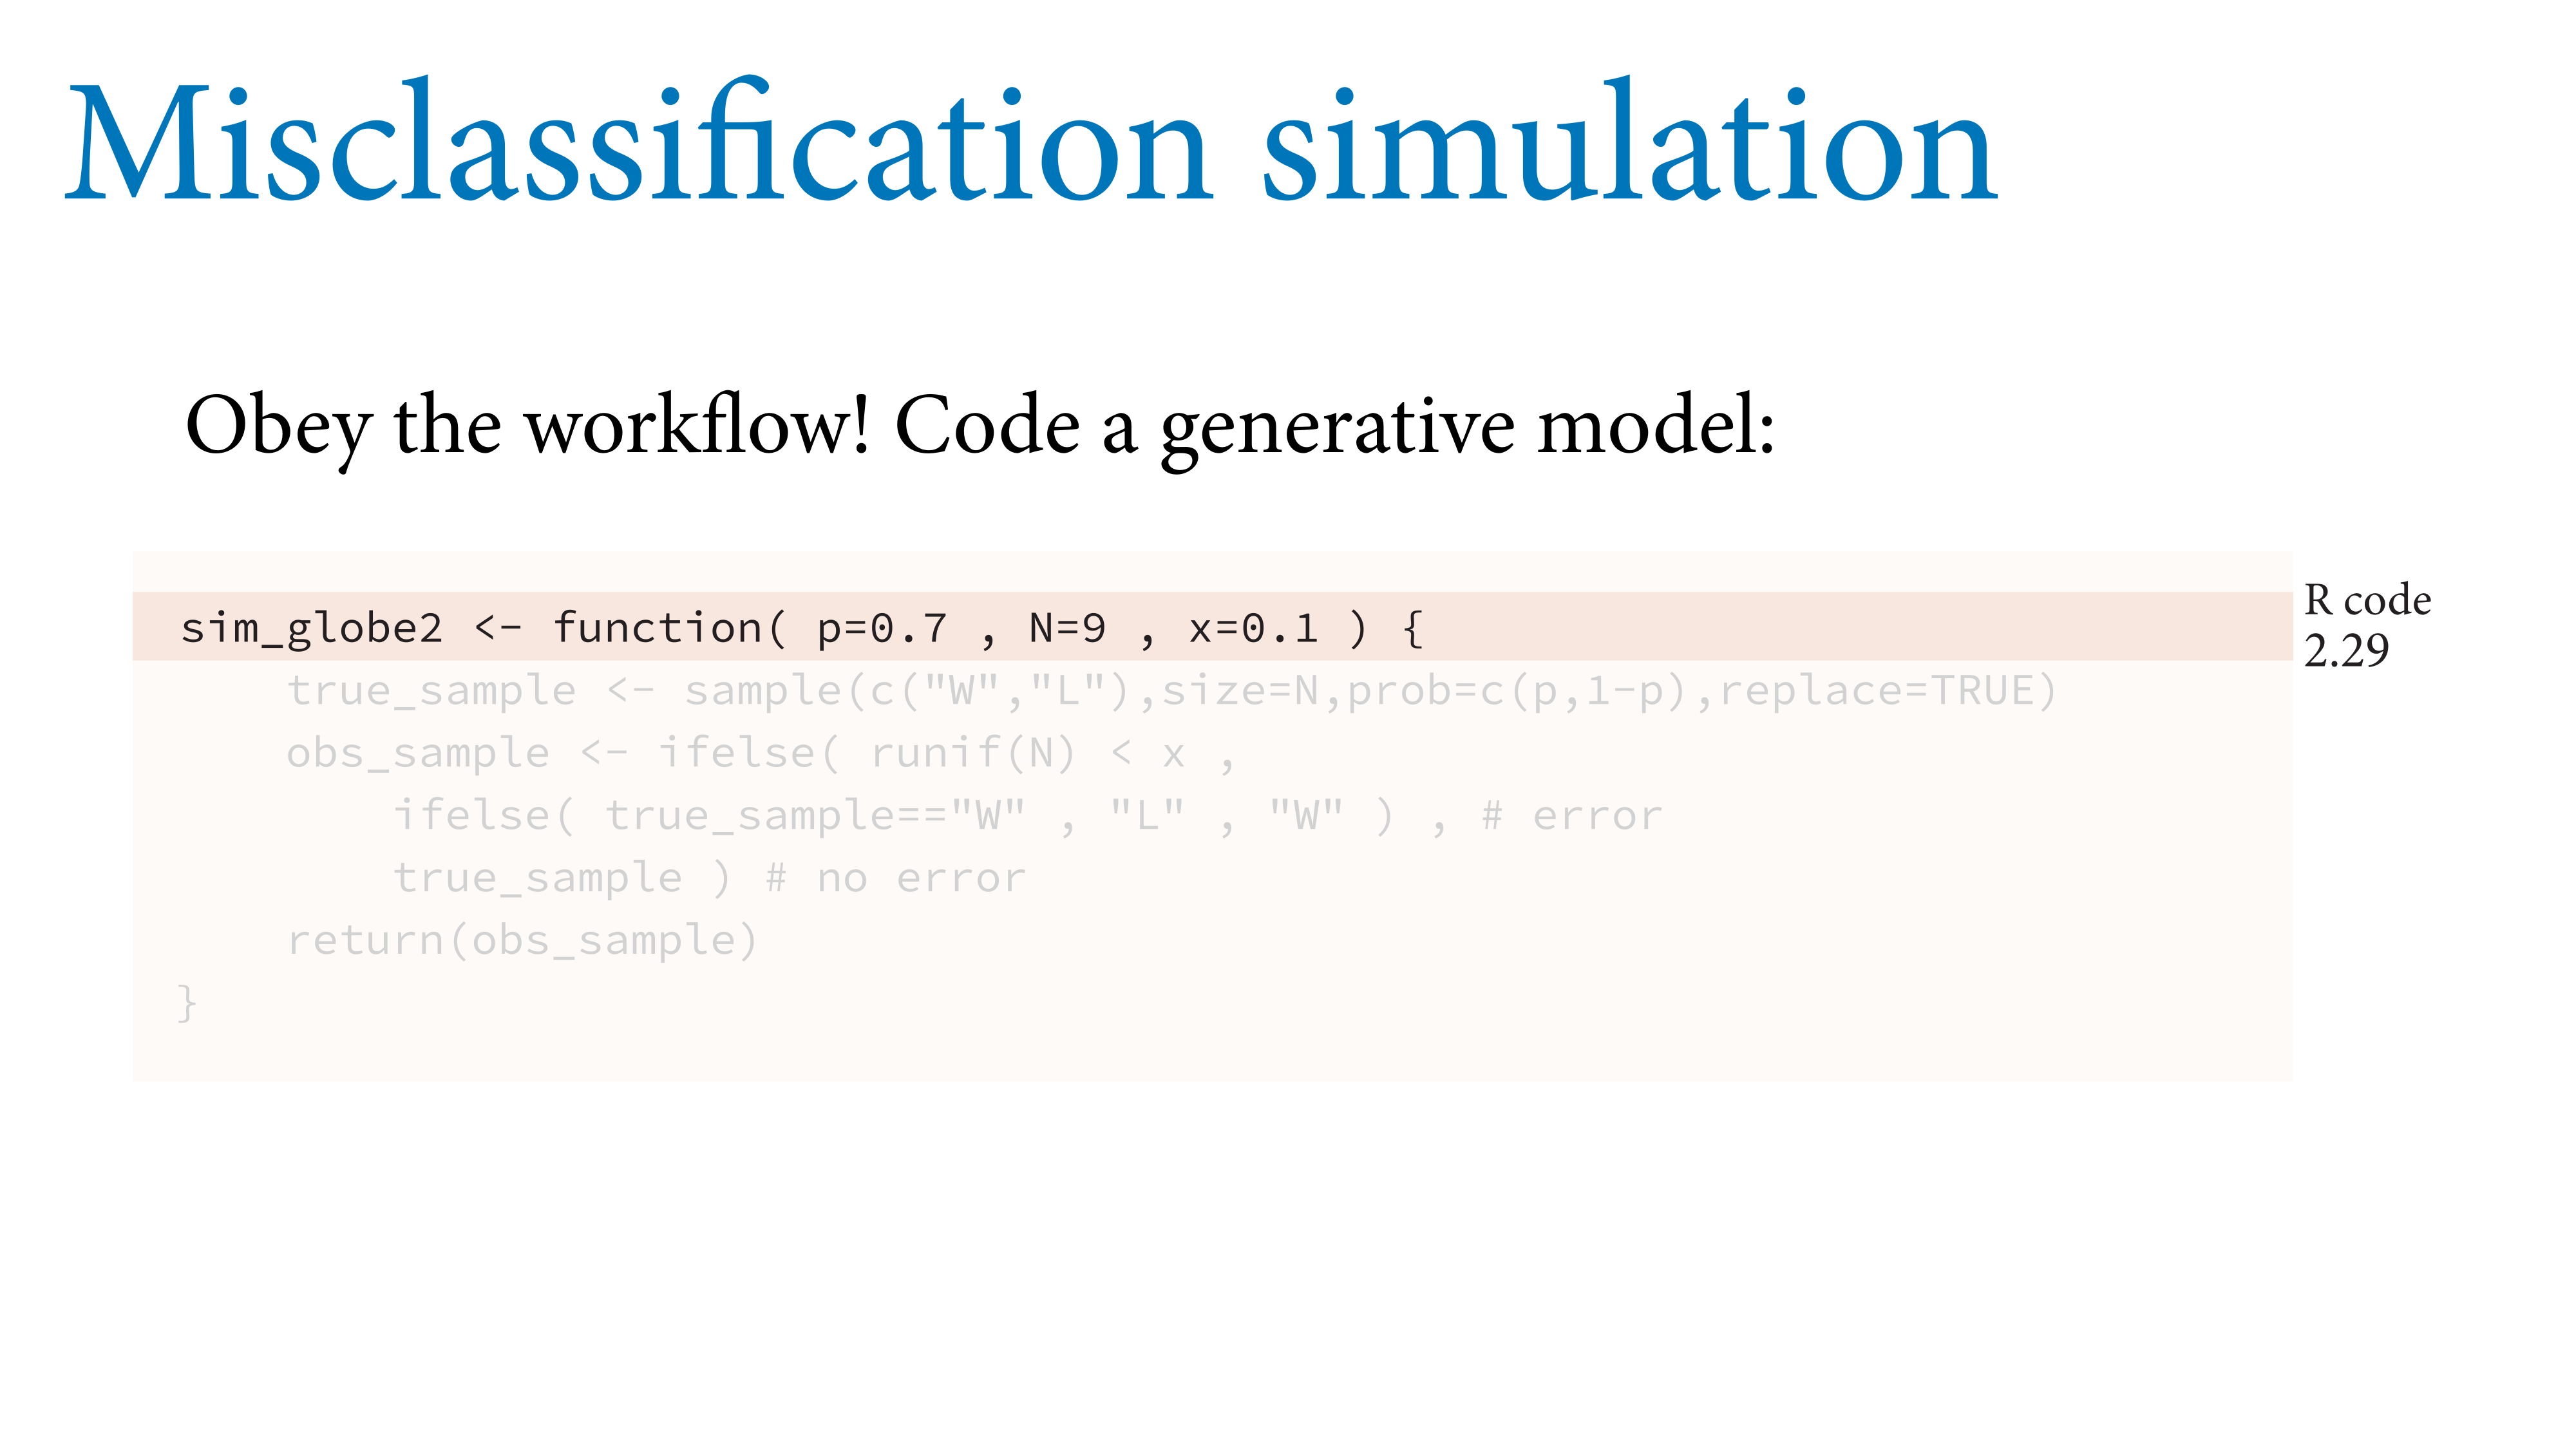 Misclassification simulation
Obey the workflow! Code a generative model:
sim_globe2 <- function( p=0.7 , N=9 , x=0.1 ) {
    true_sample <- sample(c("W","L"),size=N,prob=c(p,1-p),replace=TRUE)
    obs_sample <- ifelse( runif(N) < x ,
        ifelse( true_sample=="W" , "L" , "W" ) , # error
        true_sample ) # no error
    return(obs_sample)
}
R code
2.29